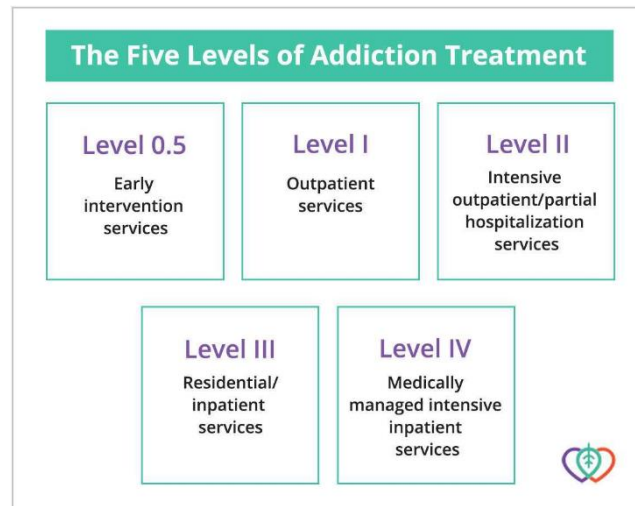 The Five Levels of Addiction Treatment
Level 0.5
Early
intervention
services
Level I
Outpatient
services
Level II
Intensive
outpatient/partial
hospitalization
services
Level III
Residential/
inpatient
services
Level IV
Medically
managed intensive
inpatient
services